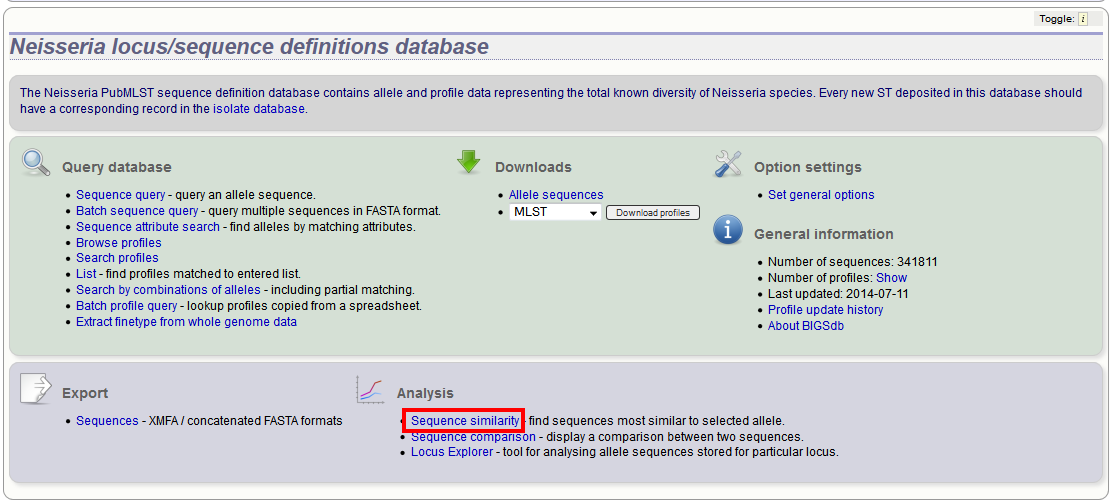 Toggle: i
Neisseria locus/sequence definitions database
The Neisseria PubMLST sequence definition database contains allele and profile data representing the total known diversity of Neisseria species. Every new ST deposited in this database should
have a corresponding record in the isolate database.
Query database
Sequence query - query an allele sequence.
Batch sequence query - query multiple sequences in FASTA format.
Sequence attribute search - find alleles by matching attributes.
Browse profiles
Search profiles
List - find profiles matched to entered list.
Search by combinations of alleles - including partial matching.
Batch profile query - lookup profiles copied from a spreadsheet.
Extract finetype from whole genome data
Downloads
Allele sequences
MLST Download profiles
Option settings
Set general options
General information
Number of sequences: 341811
Number of profiles: Show
Last updated: 2014-07-11
Profile update history
About BIGSdb
Export
Sequences - XMFA / concatenated FASTA formats
Analysis
Sequence similarity - find sequences most similar to selected allele.
Sequence comparison - display a comparison between two sequences.
Locus Explorer - tool for analysing allele sequences stored for particular locus.